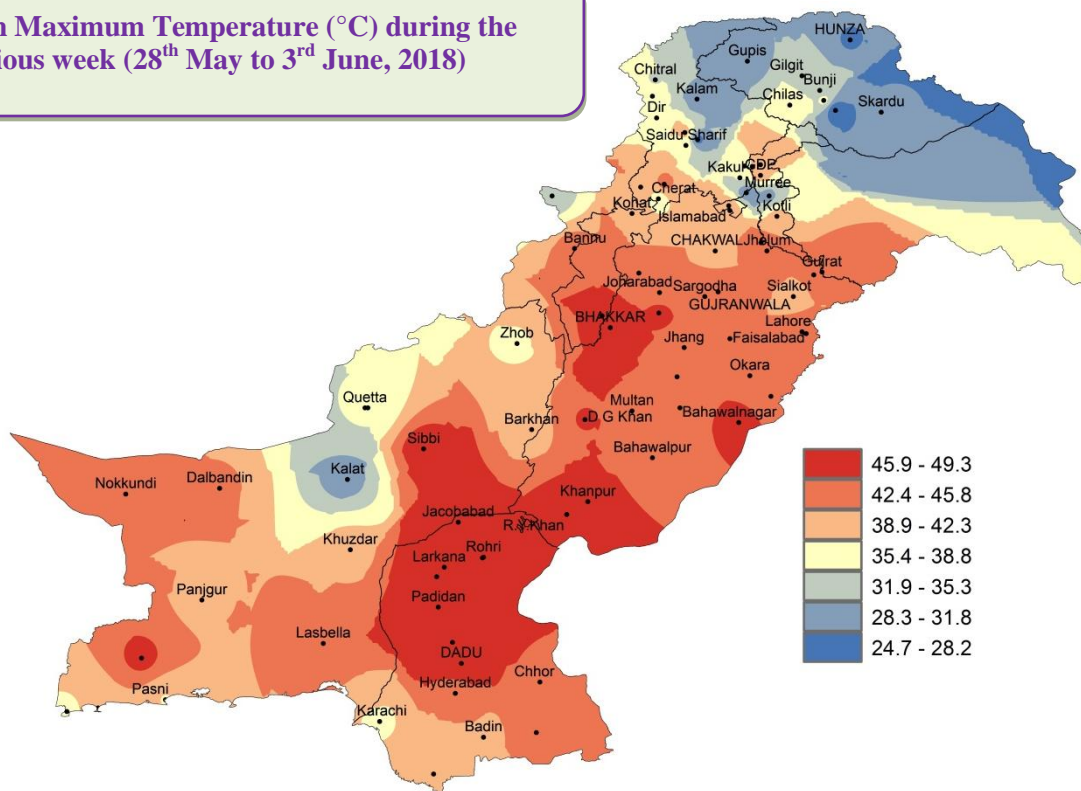 Maximum Temperature (°C) during the
week (28th May to 3rd June, 2018)
HUNZA
Gupis
Gilgit
Chitral
Bunji
Kalam
Chilas
Skardu
Dir
Saidu Sharif
Kakul
Murree
Cherat
Kohat
Kotli
Islamabad
Bannu
CHAKWAL
Jhelum
Gujrat
Joharabad
Sargodha
Sialkot
GUJRANWALA
BHAKKAR
Lahore
Zhob
Jhang
Faisalabad
Okara
Quetta
Multan
Barkhan
D G Khan
Bahawalnagar
Sibbi
Bahawalpur
Kalat
Nokkundi
Dalbandin
Khanpur
Jacobabad
R.Y.Khan
Khuzdar
Rohri
Larkana
Panjgur
Padidan
Lasbella
DADU
Chhor
Hyderabad
Pasni
Karachi
Badin
45.9 - 49.3
42.4 - 45.8
38.9 - 42.3
35.4 - 38.8
31.9 - 35.3
28.3 - 31.8
24.7 - 28.2